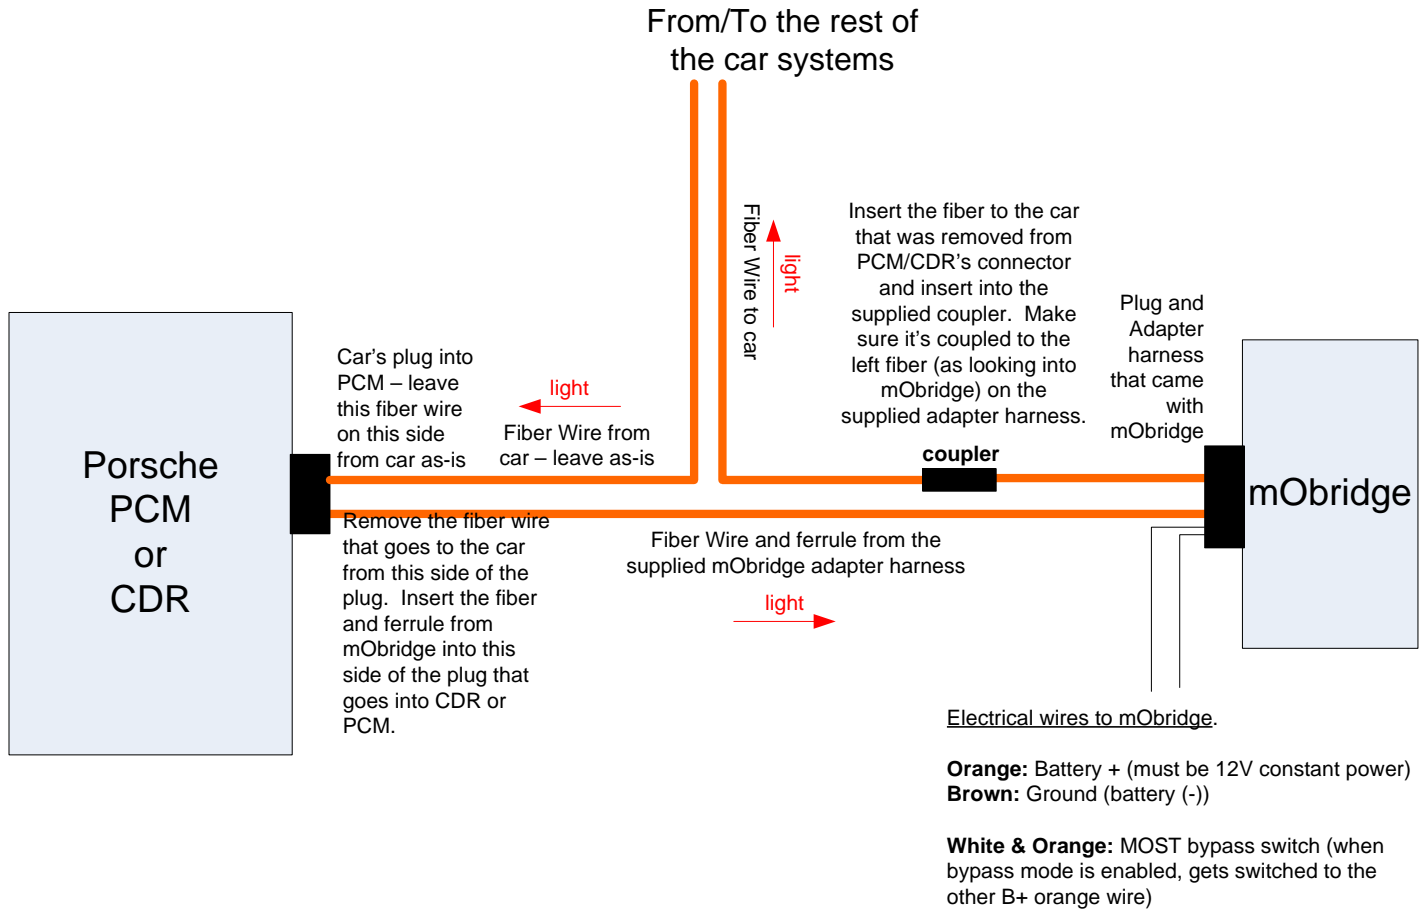 From/To the rest of
the car systems
Fiber Wire to car
light
Insert the fiber to the car
that was removed from
PCM/CDR's connector
and insert into the
supplied coupler.  Make
sure it's coupled to the
left fiber (as looking into
mObridge) on the
supplied adapter harness.
Plug and
Adapter
harness
that came
with
mObridge
Car's plug into
PCM – leave
this fiber wire
on this side
from car as-is
light
Fiber Wire from
car – leave as-is
coupler
Porsche
PCM
or
CDR
mObridge
Remove the fiber wire
that goes to the car
from this side of the
plug.  Insert the fiber
and ferrule from
mObridge into this
side of the plug that
goes into CDR or
PCM.
Fiber Wire and ferrule from the
supplied mObridge adapter harness
light
Electrical wires to mObridge.
Orange: Battery + (must be 12V constant power)
Brown: Ground (battery (-))
White & Orange: MOST bypass switch (when
bypass mode is enabled, gets switched to the
other B+ orange wire)